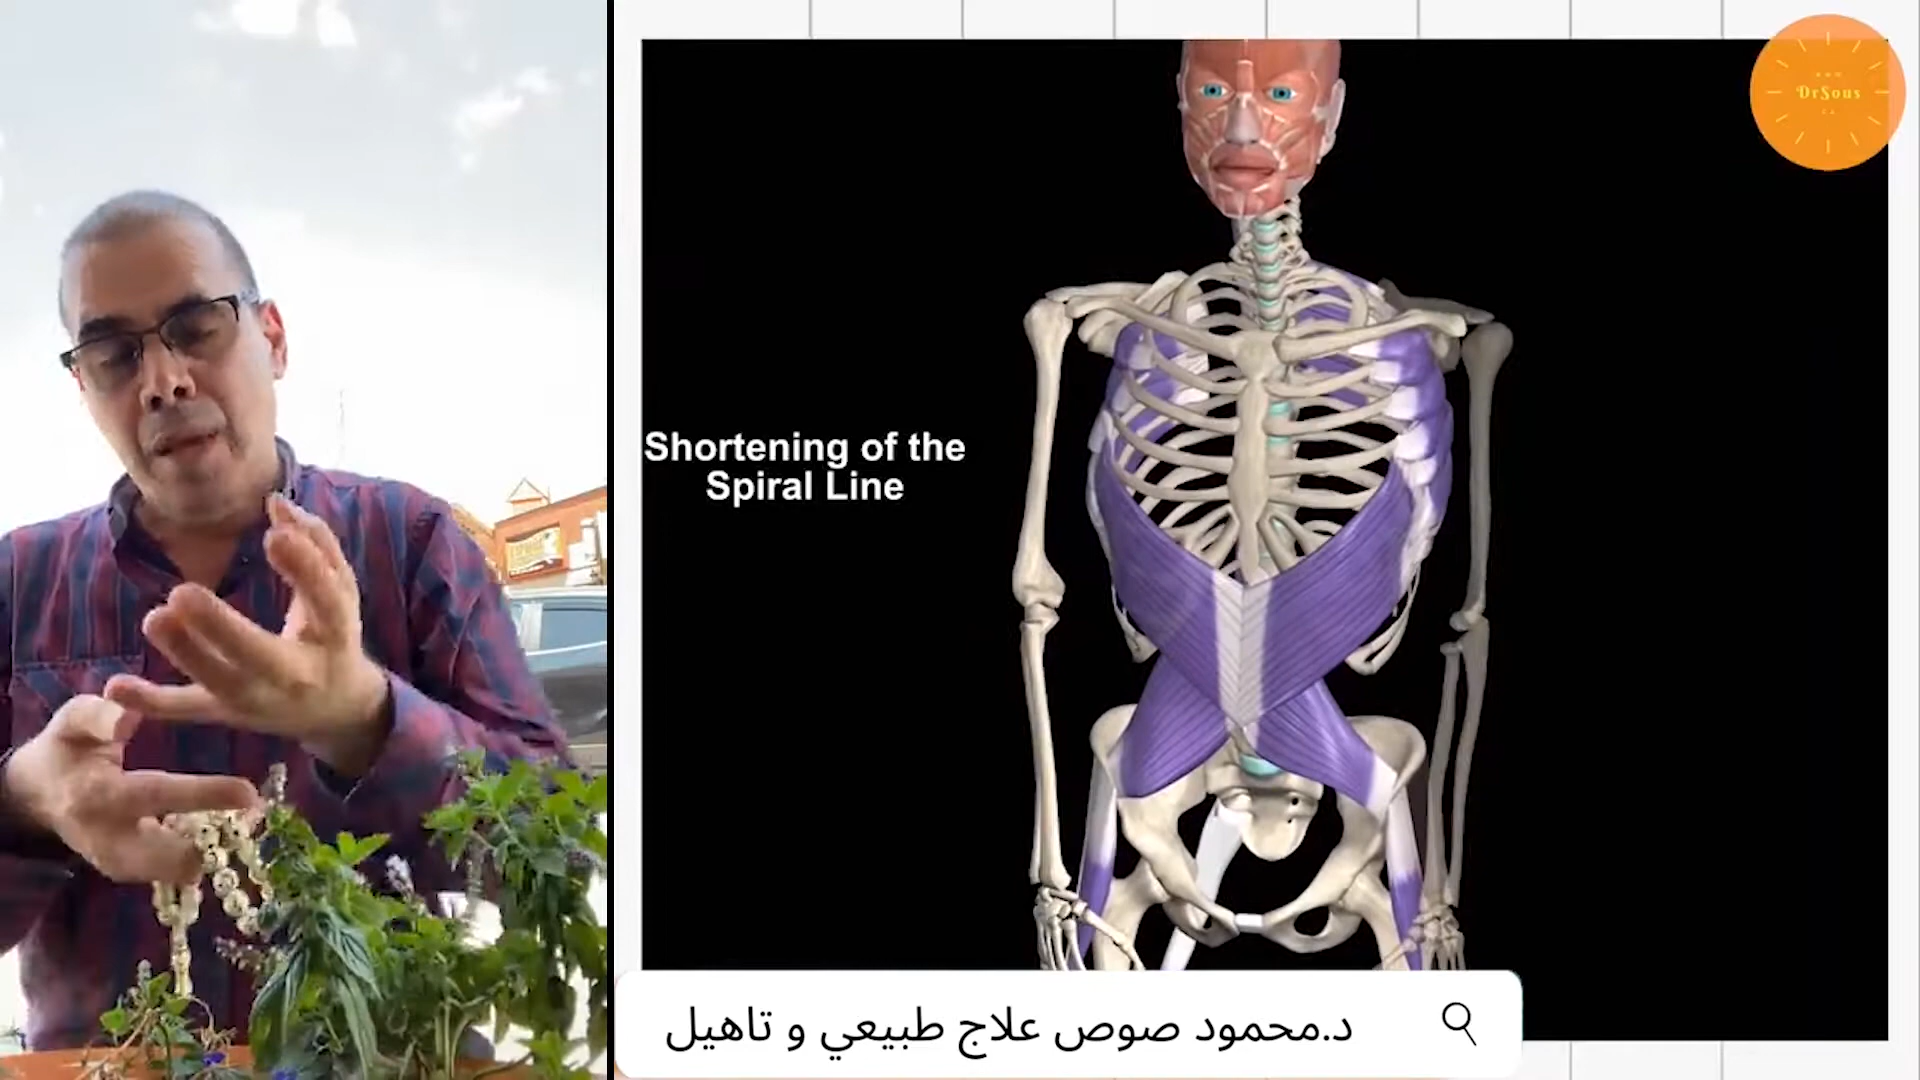 Shortening of the
Spiral Line
DrSous
د.محمود صوص علاج طبيعي و تاهيل